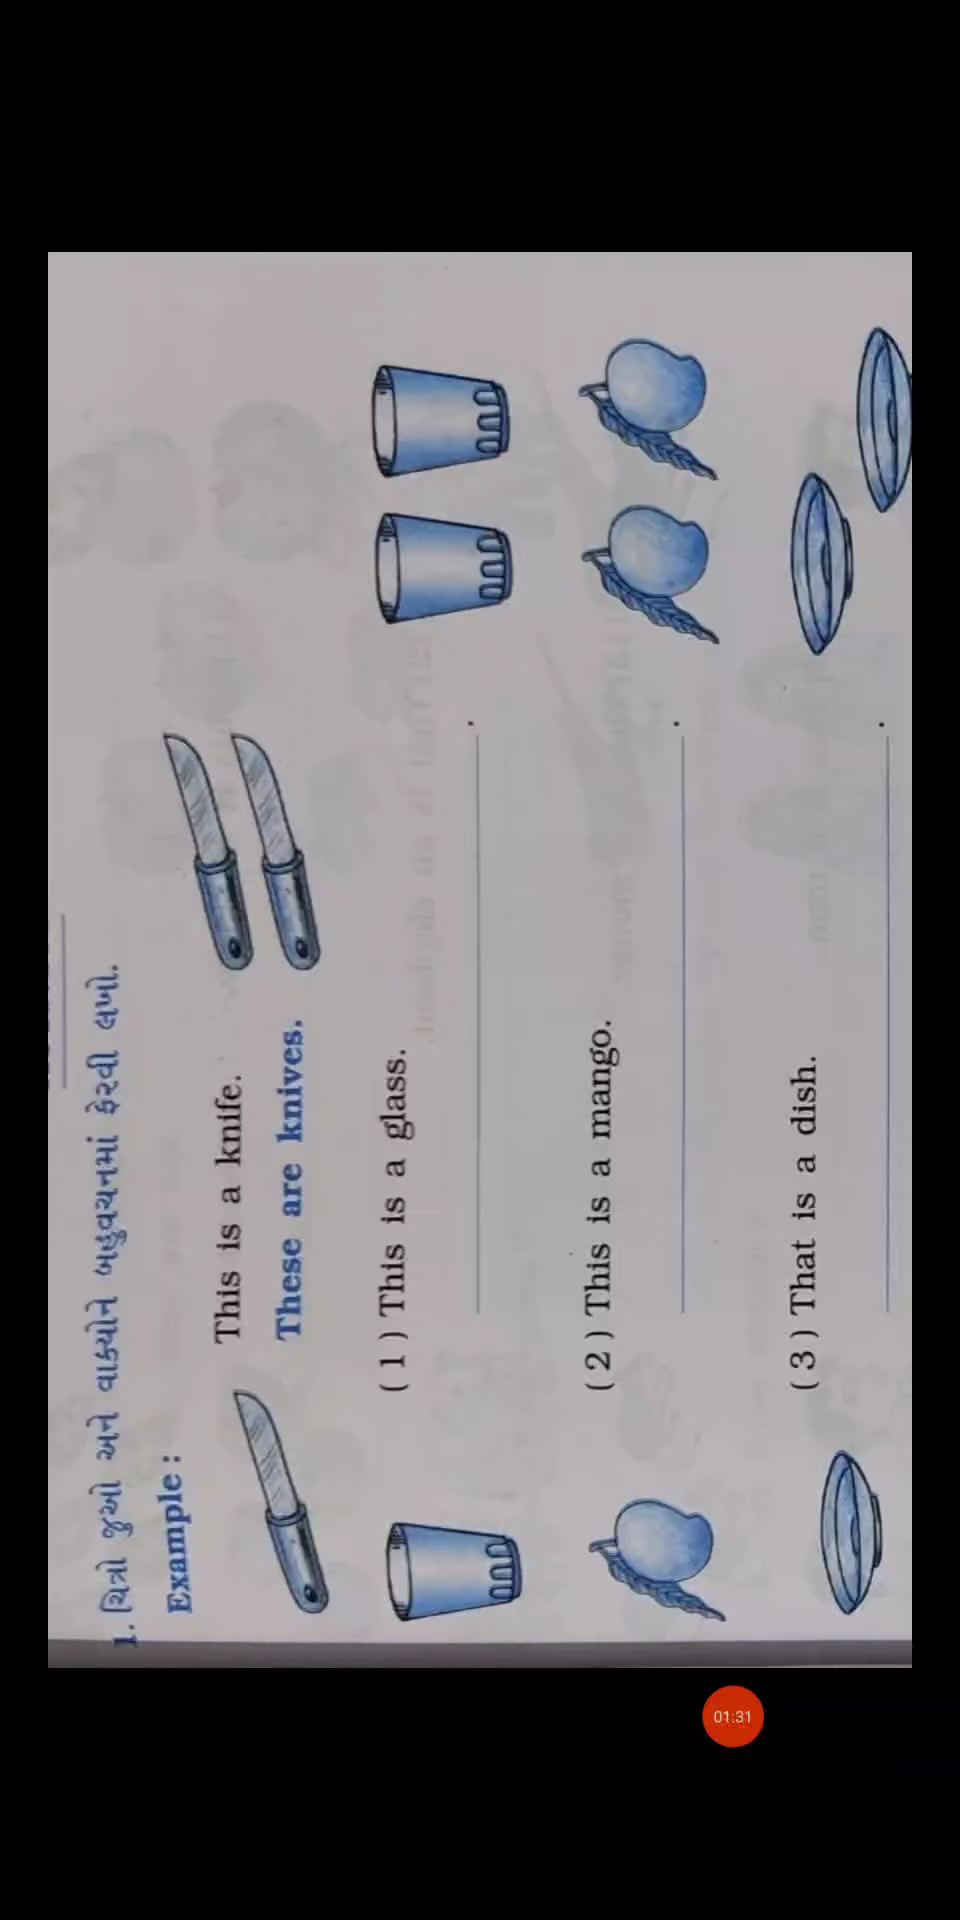 1. ચિત્રો જુઓ અને વાક્યોને બહુવચનમાં ફેરવી લખો.
Example :
This is a knife.
These are knives.
( 1 ) This is a glass.
( 2 ) This is a mango.
( 3 ) That is a dish.
01:31